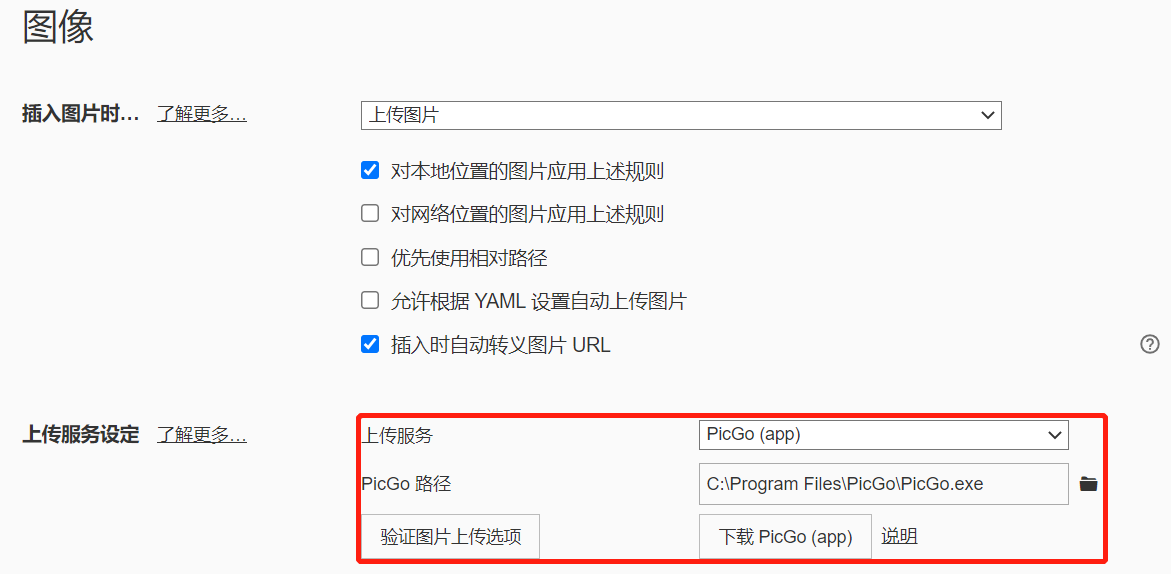 图像
插入图片时… 了解更多… 上传图片
对本地位置的图片应用上述规则
对网络位置的图片应用上述规则
优先使用相对路径
允许根据 YAML 设置自动上传图片
插入时自动转义图片 URL
上传服务设定 了解更多… 上传服务 PicGo (app)
PicGo 路径 C:\Program Files\PicGo\PicGo.exe
验证图片上传选项 下载 PicGo (app) 说明